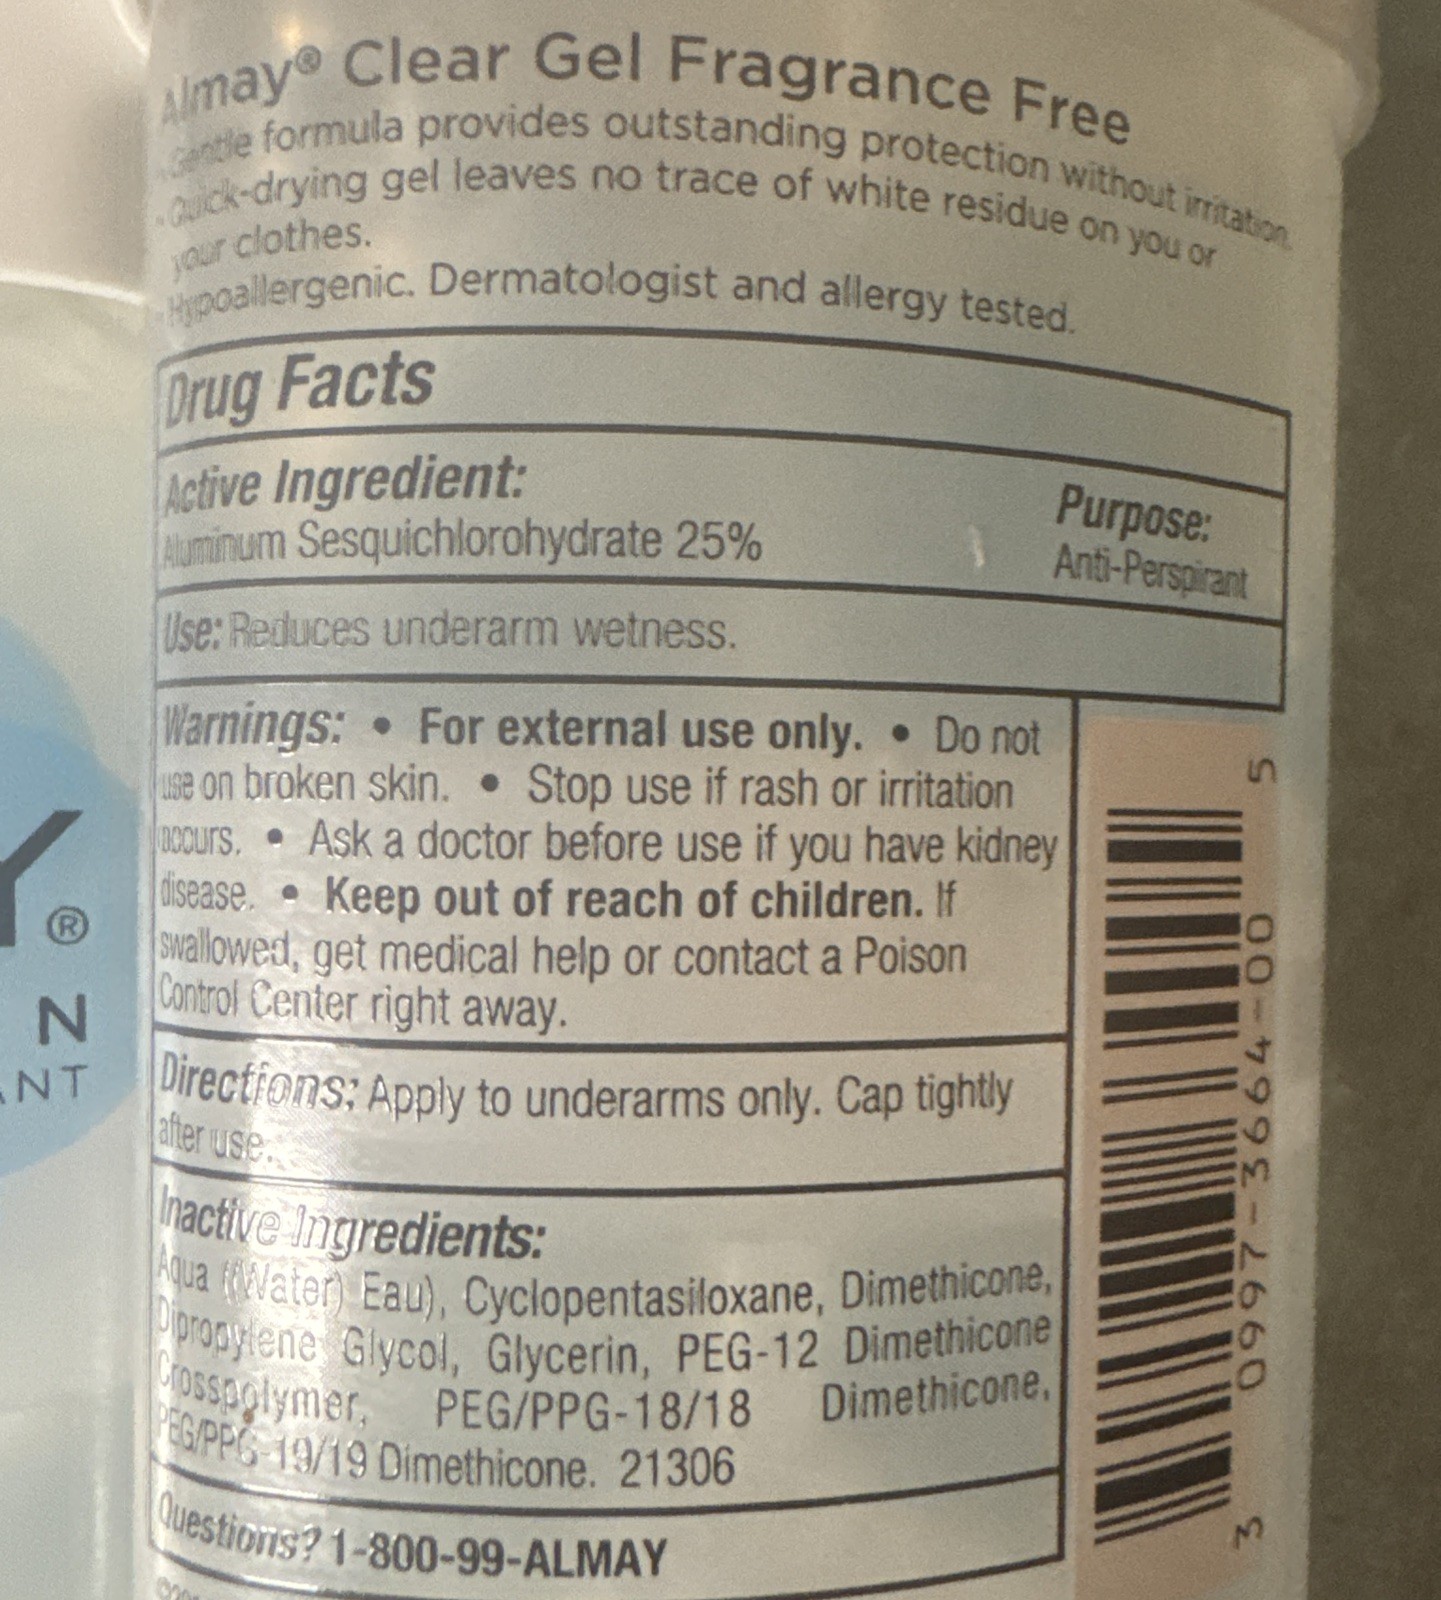 Almay® Clear Gel Fragrance Free
• Gentle formula provides outstanding protection without irritation.
• Quick-drying gel leaves no trace of white residue on you or
your clothes.
• Hypoallergenic. Dermatologist and allergy tested.
Drug Facts
Active Ingredient:
Purpose:
Aluminum Sesquichlorohydrate 25%
Anti-Perspirant
Use: Reduces underarm wetness.
Warnings: • For external use only. • Do not
use on broken skin. • Stop use if rash or irritation
occurs. • Ask a doctor before use if you have kidney
disease. • Keep out of reach of children. If
swallowed, get medical help or contact a Poison
Control Center right away.
Directions: Apply to underarms only. Cap tightly
after use.
Inactive Ingredients:
Aqua ((Water) Eau), Cyclopentasiloxane, Dimethicone,
Dipropylene Glycol, Glycerin, PEG-12 Dimethicone
Crosspolymer, PEG/PPG-18/18 Dimethicone,
PEG/PPG-19/19 Dimethicone. 21306
Questions? 1-800-99-ALMAY
3 0997-3664-00 5
Y®
N
ANT